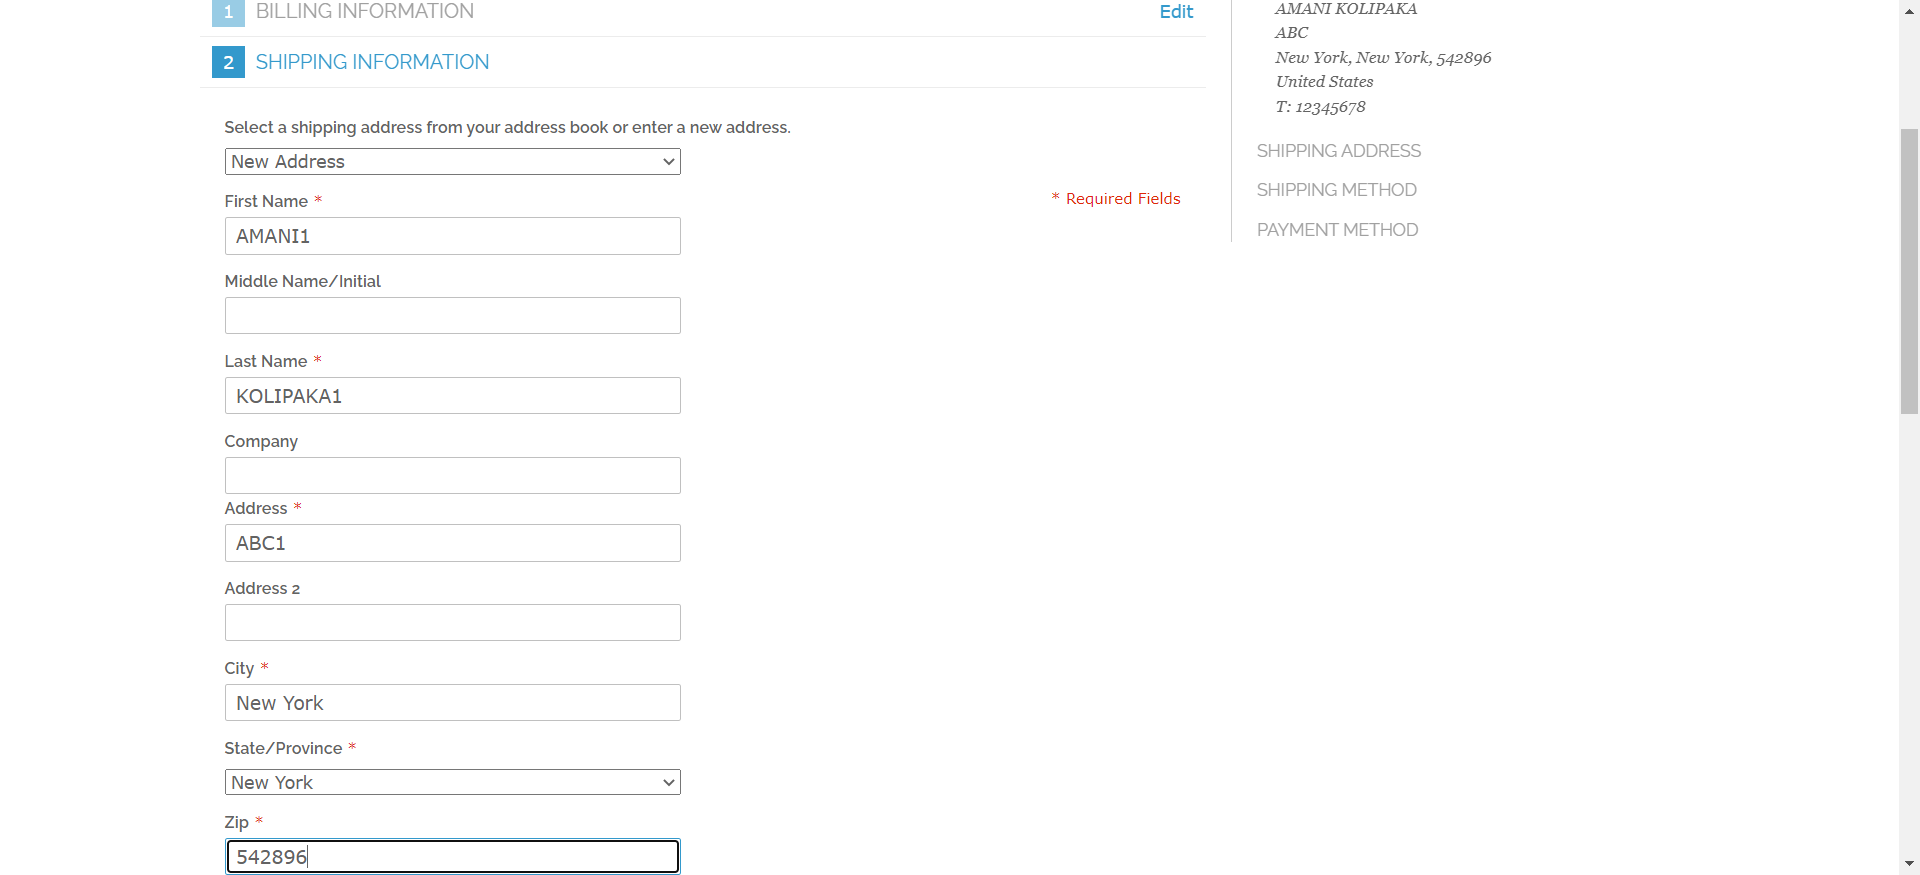 1 BILLING INFORMATION Edit
2 SHIPPING INFORMATION
Select a shipping address from your address book or enter a new address.
New Address
* Required Fields
First Name *
AMANI1
Middle Name/Initial
Last Name *
KOLIPAKA1
Company
Address *
ABC1
Address 2
City *
New York
State/Province *
New York
Zip *
542896
AMANI KOLIPAKA
ABC
New York, New York, 542896
United States
T: 12345678
SHIPPING ADDRESS
SHIPPING METHOD
PAYMENT METHOD